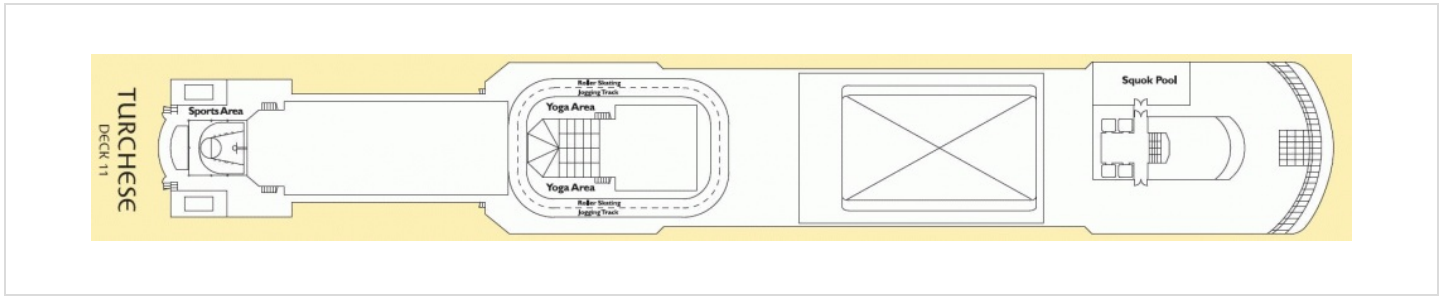 TURCHESE
DECK 11
Sports Area
Roller Skating
Jogging Track
Yoga Area
Yoga Area
Roller Skating
Jogging Track
Squok Pool